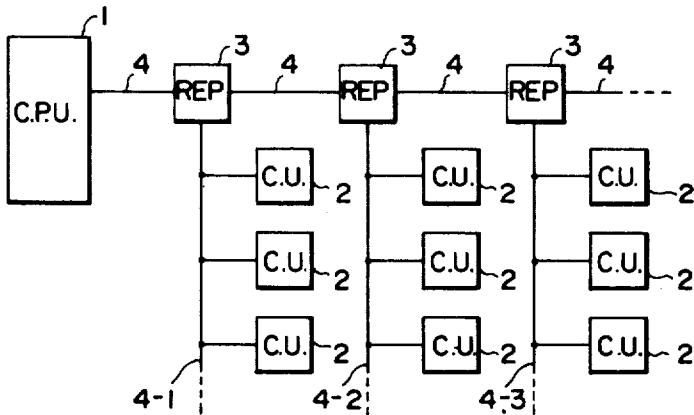 1
3 3 3
4 4 4 4
C.P.U. REP REP REP
C.U. 2 C.U. 2 C.U. 2
C.U. 2 C.U. 2 C.U. 2
C.U. 2 C.U. 2 C.U. 2
4-1 4-2 4-3